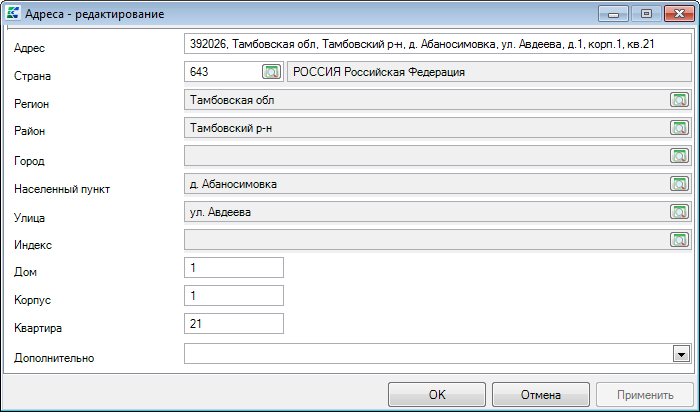 Адреса - редактирование
Адрес 392026, Тамбовская обл, Тамбовский р-н, д. Абаносимовка, ул. Авдеева, д.1, корп.1, кв.21
Страна 643 РОССИЯ Российская Федерация
Регион Тамбовская обл
Район Тамбовский р-н
Город
Населенный пункт д. Абаносимовка
Улица ул. Авдеева
Индекс
Дом 1
Корпус 1
Квартира 21
Дополнительно
ОК Отмена Применить